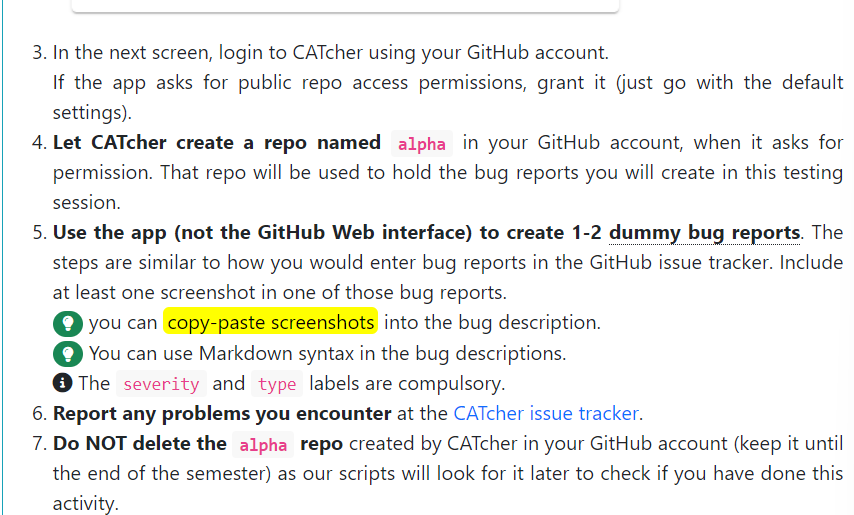 3. In the next screen, login to CATcher using your GitHub account.
If the app asks for public repo access permissions, grant it (just go with the default
settings).
4. Let CATcher create a repo named alpha in your GitHub account, when it asks for
permission. That repo will be used to hold the bug reports you will create in this testing
session.
5. Use the app (not the GitHub Web interface) to create 1-2 dummy bug reports. The
steps are similar to how you would enter bug reports in the GitHub issue tracker. Include
at least one screenshot in one of those bug reports.
you can copy-paste screenshots into the bug description.
You can use Markdown syntax in the bug descriptions.
The severity and type labels are compulsory.
6. Report any problems you encounter at the CATcher issue tracker.
7. Do NOT delete the alpha repo created by CATcher in your GitHub account (keep it until
the end of the semester) as our scripts will look for it later to check if you have done this
activity.